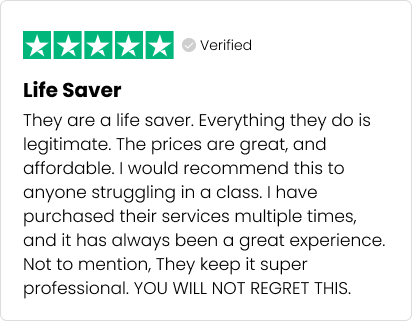 Verified
Life Saver
They are a life saver. Everything they do is
legitimate. The prices are great, and
affordable. I would recommend this to
anyone struggling in a class. I have
purchased their services multiple times,
and it has always been a great experience.
Not to mention, They keep it super
professional. YOU WILL NOT REGRET THIS.